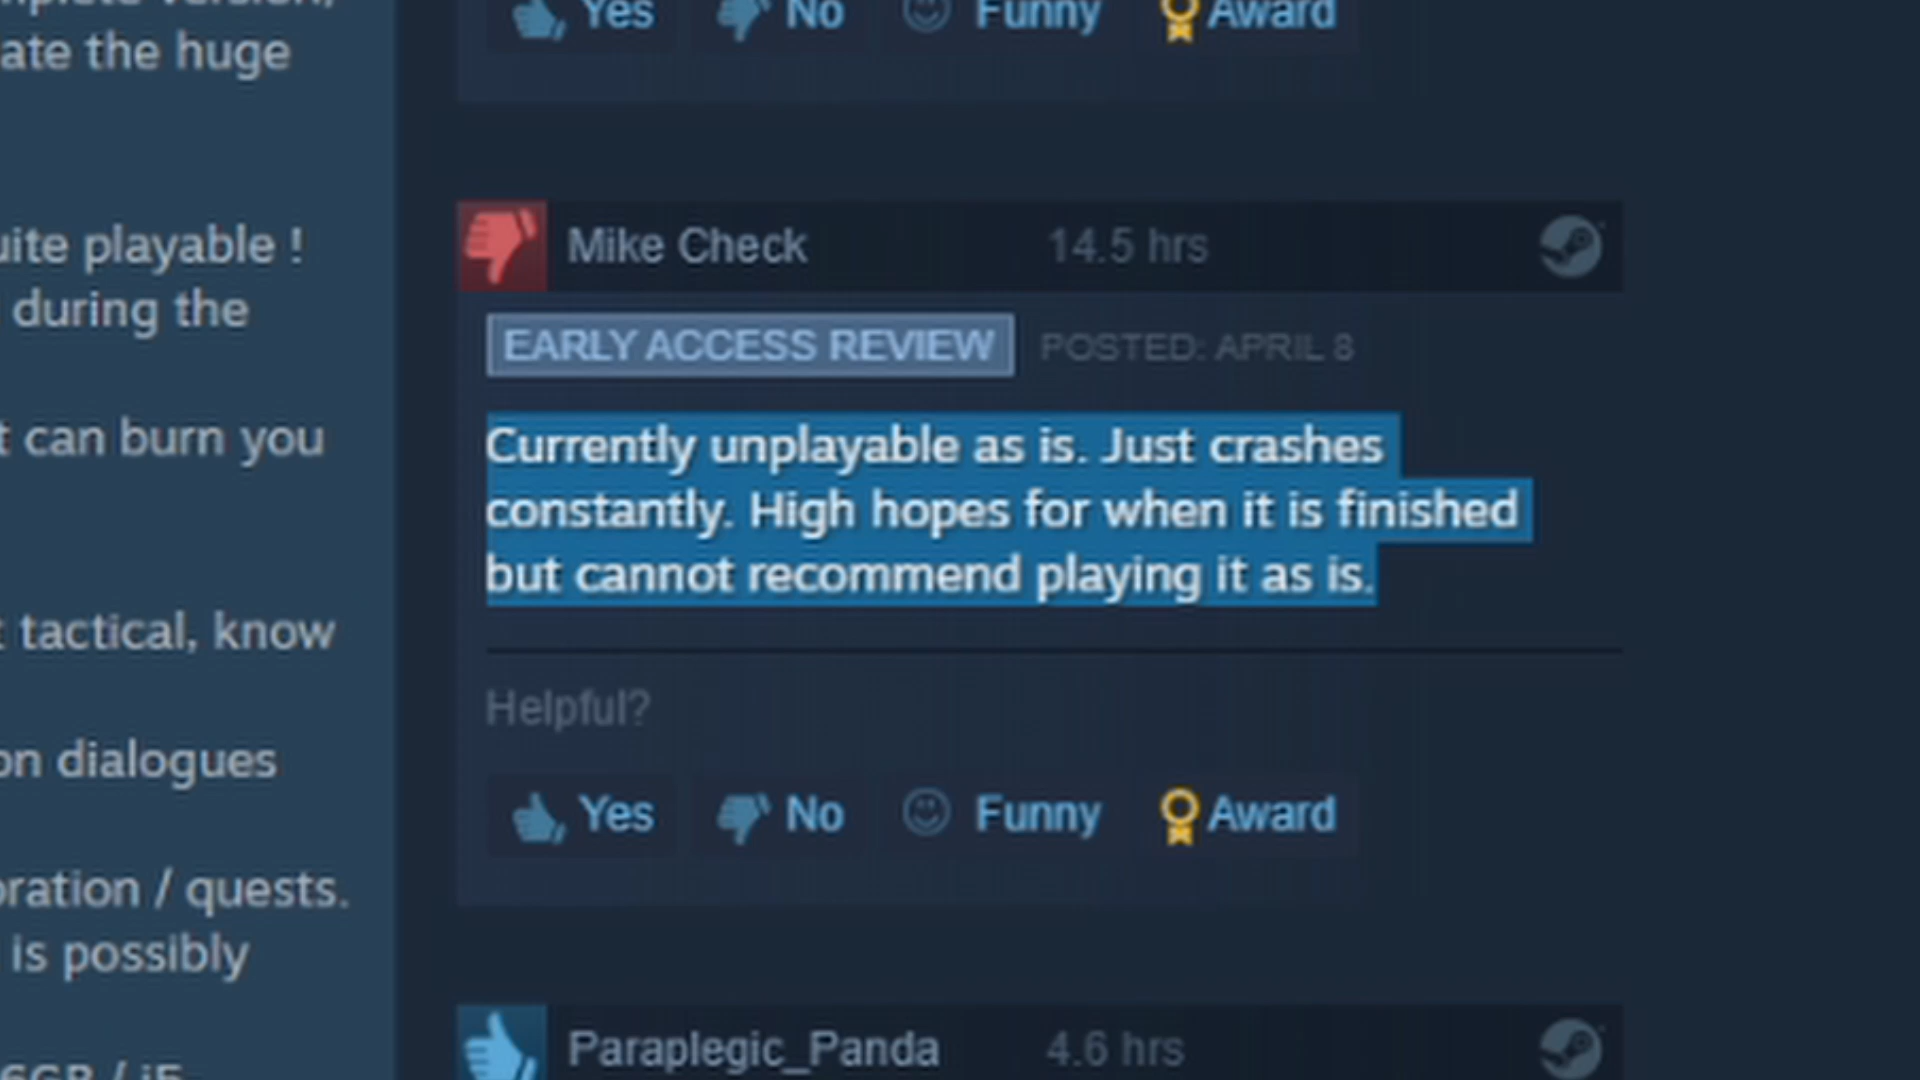 ate the huge
playable !
during the
can burn you
tactical, know
dialogues
/ quests.
is possibly
Yes No Funny Award
Mike Check 14.5 hrs
EARLY ACCESS REVIEW POSTED: APRIL 8
Currently unplayable as is. Just crashes
constantly. High hopes for when it is finished
but cannot recommend playing it as is.
Helpful?
Yes No Funny Award
Paraplegic_Panda 4.6 hrs